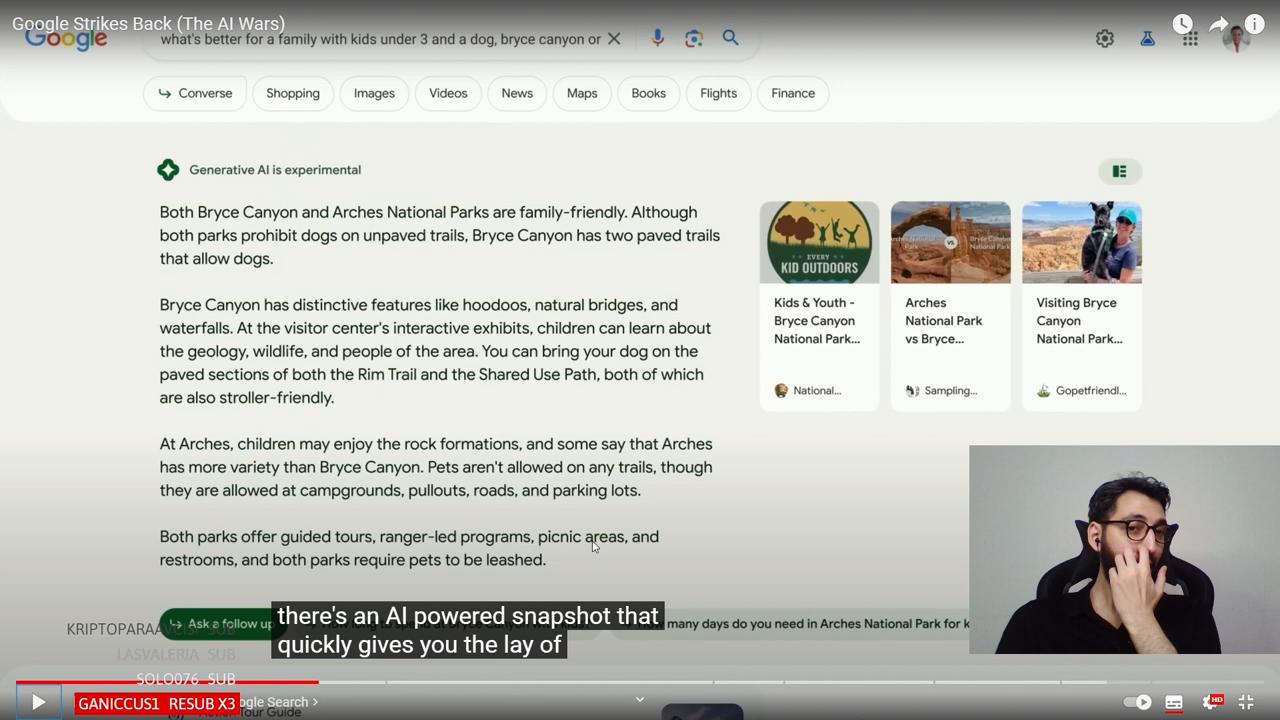 Google Strikes Back (The AI Wars)
Google
what's better for a family with kids under 3 and a dog, bryce canyon or
Converse
Shopping
Images
Videos
News
Maps
Books
Flights
Finance
Generative AI is experimental
Both Bryce Canyon and Arches National Parks are family-friendly. Although
both parks prohibit dogs on unpaved trails, Bryce Canyon has two paved trails
that allow dogs.
Bryce Canyon has distinctive features like hoodoos, natural bridges, and
waterfalls. At the visitor center's interactive exhibits, children can learn about
the geology, wildlife, and people of the area. You can bring your dog on the
paved sections of both the Rim Trail and the Shared Use Path, both of which
are also stroller-friendly.
At Arches, children may enjoy the rock formations, and some say that Arches
has more variety than Bryce Canyon. Pets aren't allowed on any trails, though
they are allowed at campgrounds, pullouts, roads, and parking lots.
Both parks offer guided tours, ranger-led programs, picnic areas, and
restrooms, and both parks require pets to be leashed.
EVERY
KID OUTDOORS
Kids & Youth -
Bryce Canyon
National Park...
National...
Arches
National Park
vs Bryce...
Sampling...
Visiting Bryce
Canyon
National Park...
Gopetfriendl...
Ask a follow up
many days do you need in Arches National Park for k
there's an AI powered snapshot that
quickly gives you the lay of
SUB
LASVALERIA SUB
SOLO076 SUB
GANICCUS1 RESUB X3
gle Search
Tour Guide
HD